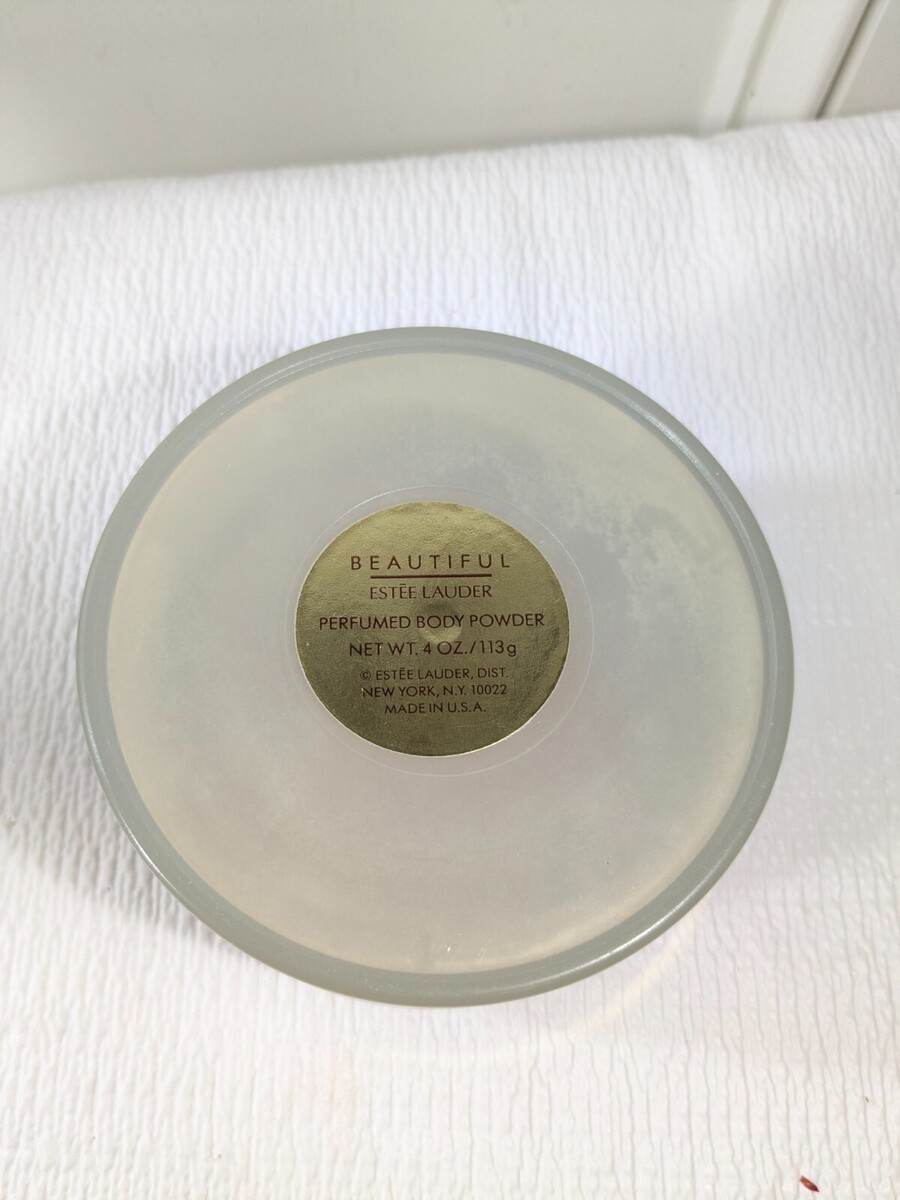 BEAUTIFUL
ESTĒE LAUDER
PERFUMED BODY POWDER
NET WT. 4 OZ./113g
© ESTĒE LAUDER, DIST.
NEW YORK, N.Y. 10022
MADE IN U.S.A.